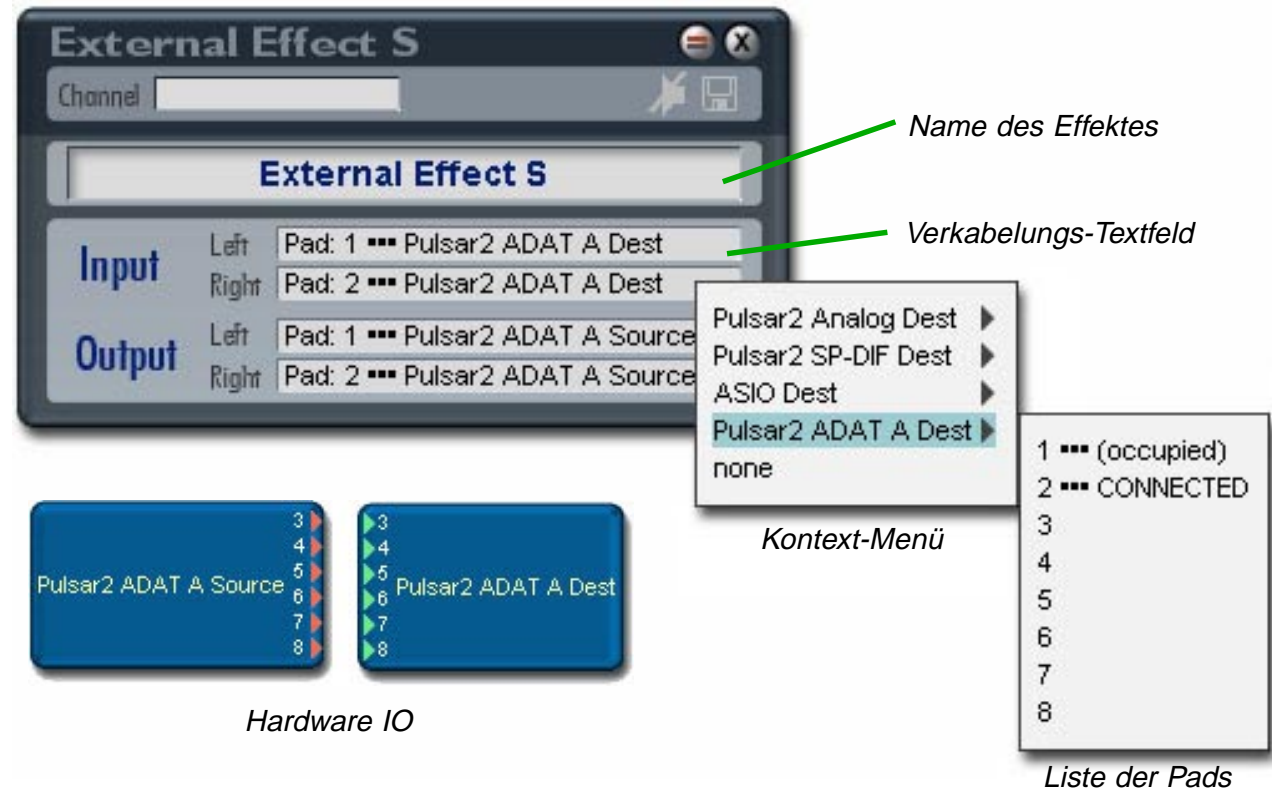 External Effect S
Channel
Name des Effektes
External Effect S
Verkabelungs-Textfeld
Input
Left
Pad: 1 ▪▪▪ Pulsar2 ADAT A Dest
Right
Pad: 2 ▪▪▪ Pulsar2 ADAT A Dest
Output
Left
Pad: 1 ▪▪▪ Pulsar2 ADAT A Source
Right
Pad: 2 ▪▪▪ Pulsar2 ADAT A Source
Pulsar2 Analog Dest
Pulsar2 SP-DIF Dest
ASIO Dest
Pulsar2 ADAT A Dest
none
Kontext-Menü
1 ▪▪▪ (occupied)
2 ▪▪▪ CONNECTED
3
4
5
6
7
8
Liste der Pads
Pulsar2 ADAT A Source
3
4
5
6
7
8
3
4
5
6
7
8
Pulsar2 ADAT A Dest
Hardware IO